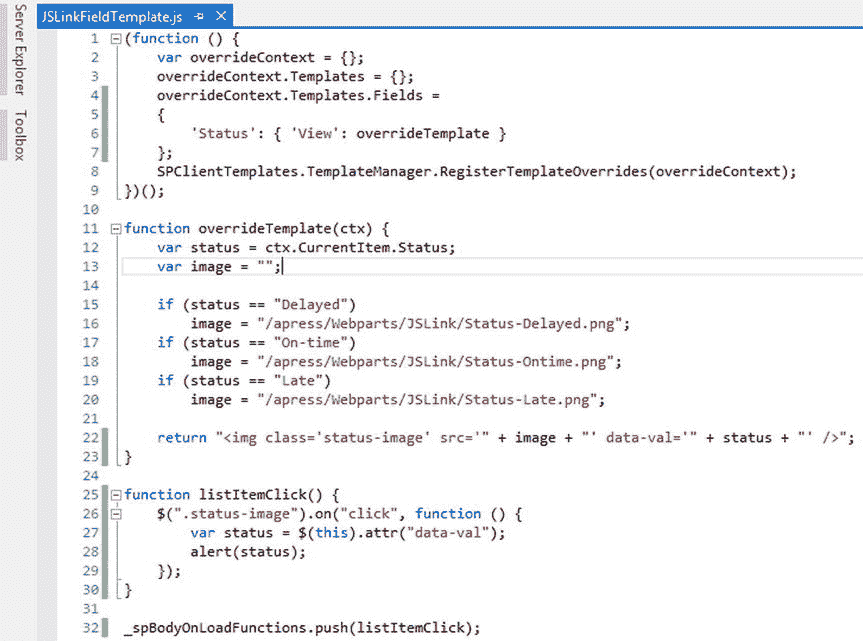 JSLinkFieldTemplate.js
Server Explorer
Toolbox
1 (function () {
2 var overrideContext = {};
3 overrideContext.Templates = {};
4 overrideContext.Templates.Fields =
5 {
6 'Status': { 'View': overrideTemplate }
7 };
8 SPClientTemplates.TemplateManager.RegisterTemplateOverrides(overrideContext);
9 })();
10
11 function overrideTemplate(ctx) {
12 var status = ctx.CurrentItem.Status;
13 var image = "";
14
15 if (status == "Delayed")
16 image = "/apress/Webparts/JSLink/Status-Delayed.png";
17 if (status == "On-time")
18 image = "/apress/Webparts/JSLink/Status-Ontime.png";
19 if (status == "Late")
20 image = "/apress/Webparts/JSLink/Status-Late.png";
21
22 return "<img class='status-image' src='" + image + "' data-val='" + status + "' />";
23 }
24
25 function listItemClick() {
26 $(".status-image").on("click", function () {
27 var status = $(this).attr("data-val");
28 alert(status);
29 });
30 }
31
32 _spBodyOnLoadFunctions.push(listItemClick);